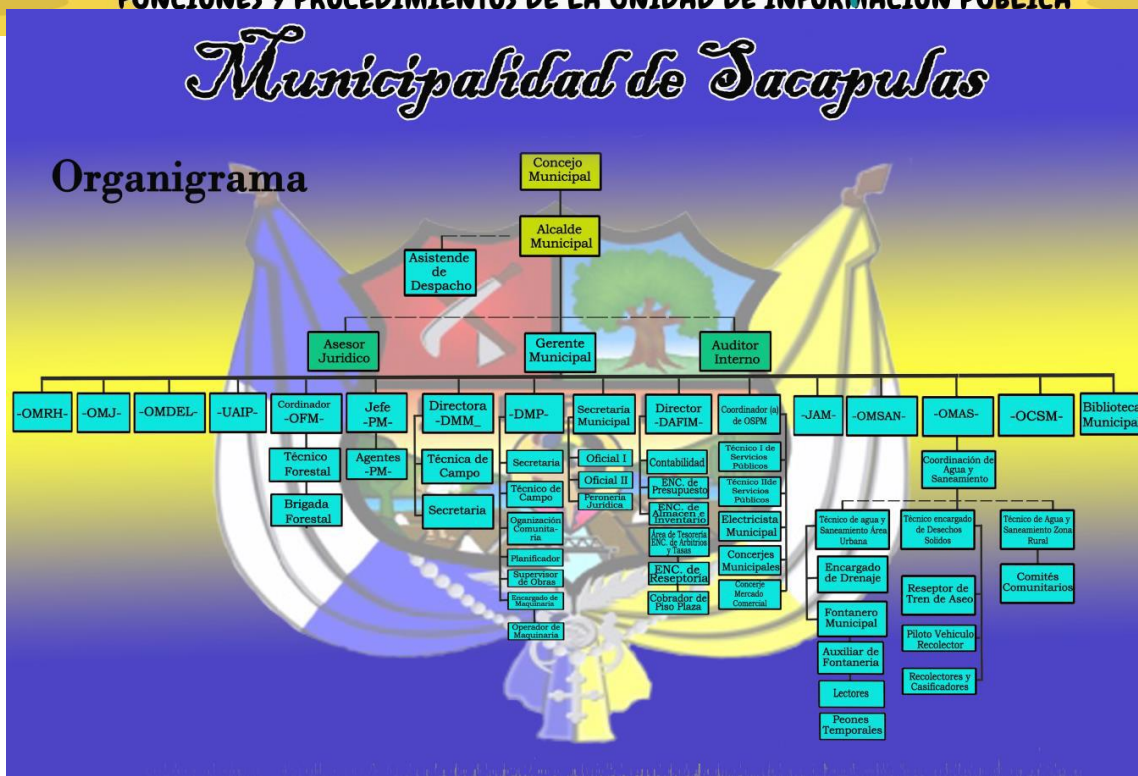 FUNCIONES Y PROCEDIMIENTOS DE LA UNIDAD DE INFORMACIÓN PÚBLICA
Municipalidad de Sacapulas
Organigrama
Concejo
Municipal
Alcalde
Municipal
Asistende
de
Despacho
Asesor
Jurídico
Gerente
Municipal
Auditor
Interno
-OMRH-
-OMJ-
-OMDEL-
-UAIP-
Cordinador
-OFM-
Jefe
-PM-
Directora
-DMM_
-DMP-
Secretaría
Municipal
Director
-DAFIM-
Coordinador (a)
de OSPM
-JAM-
-OMSAN-
-OMAS-
-OCSM-
Biblioteca
Municipal
Técnico
Forestal
Brigada
Forestal
Agentes
-PM-
Técnica de
Campo
Secretaria
Secretaria
Técnico de
Campo
Oganización
Comunita-
ria
Planificador
Supervisor
de Obras
Encargado de
Maquinaria
Operador de
Maquinaria
Oficial I
Oficial II
Peroneria
Jurídica
Contabilidad
ENC. de
Presupuesto
ENC. de
Almacen e
Inventario
Área de Tesorería
ENC. de Arbitrios
y Tasas
ENC. de
Reseptoría
Cobrador de
Piso Plaza
Técnico I de
Servicios
Públicos
Técnico IIde
Servicios
Públicos
Electricista
Municipal
Concerjes
Municipales
Concerje
Mercado
Comercial
Coordinación de
Agua y
Saneamiento
Técnico de agua y
Saneamiento Área
Urbana
Encargado
de Drenaje
Fontanero
Municipal
Auxiliar de
Fontaneria
Lectores
Peones
Temporales
Técnico encargado
de Desechos
Solidos
Reseptor de
Tren de Aseo
Piloto Vehiculo
Recolector
Recolectores y
Casificadores
Técnico de Agua y
Saneamiento Zona
Rural
Comités
Comunitarios